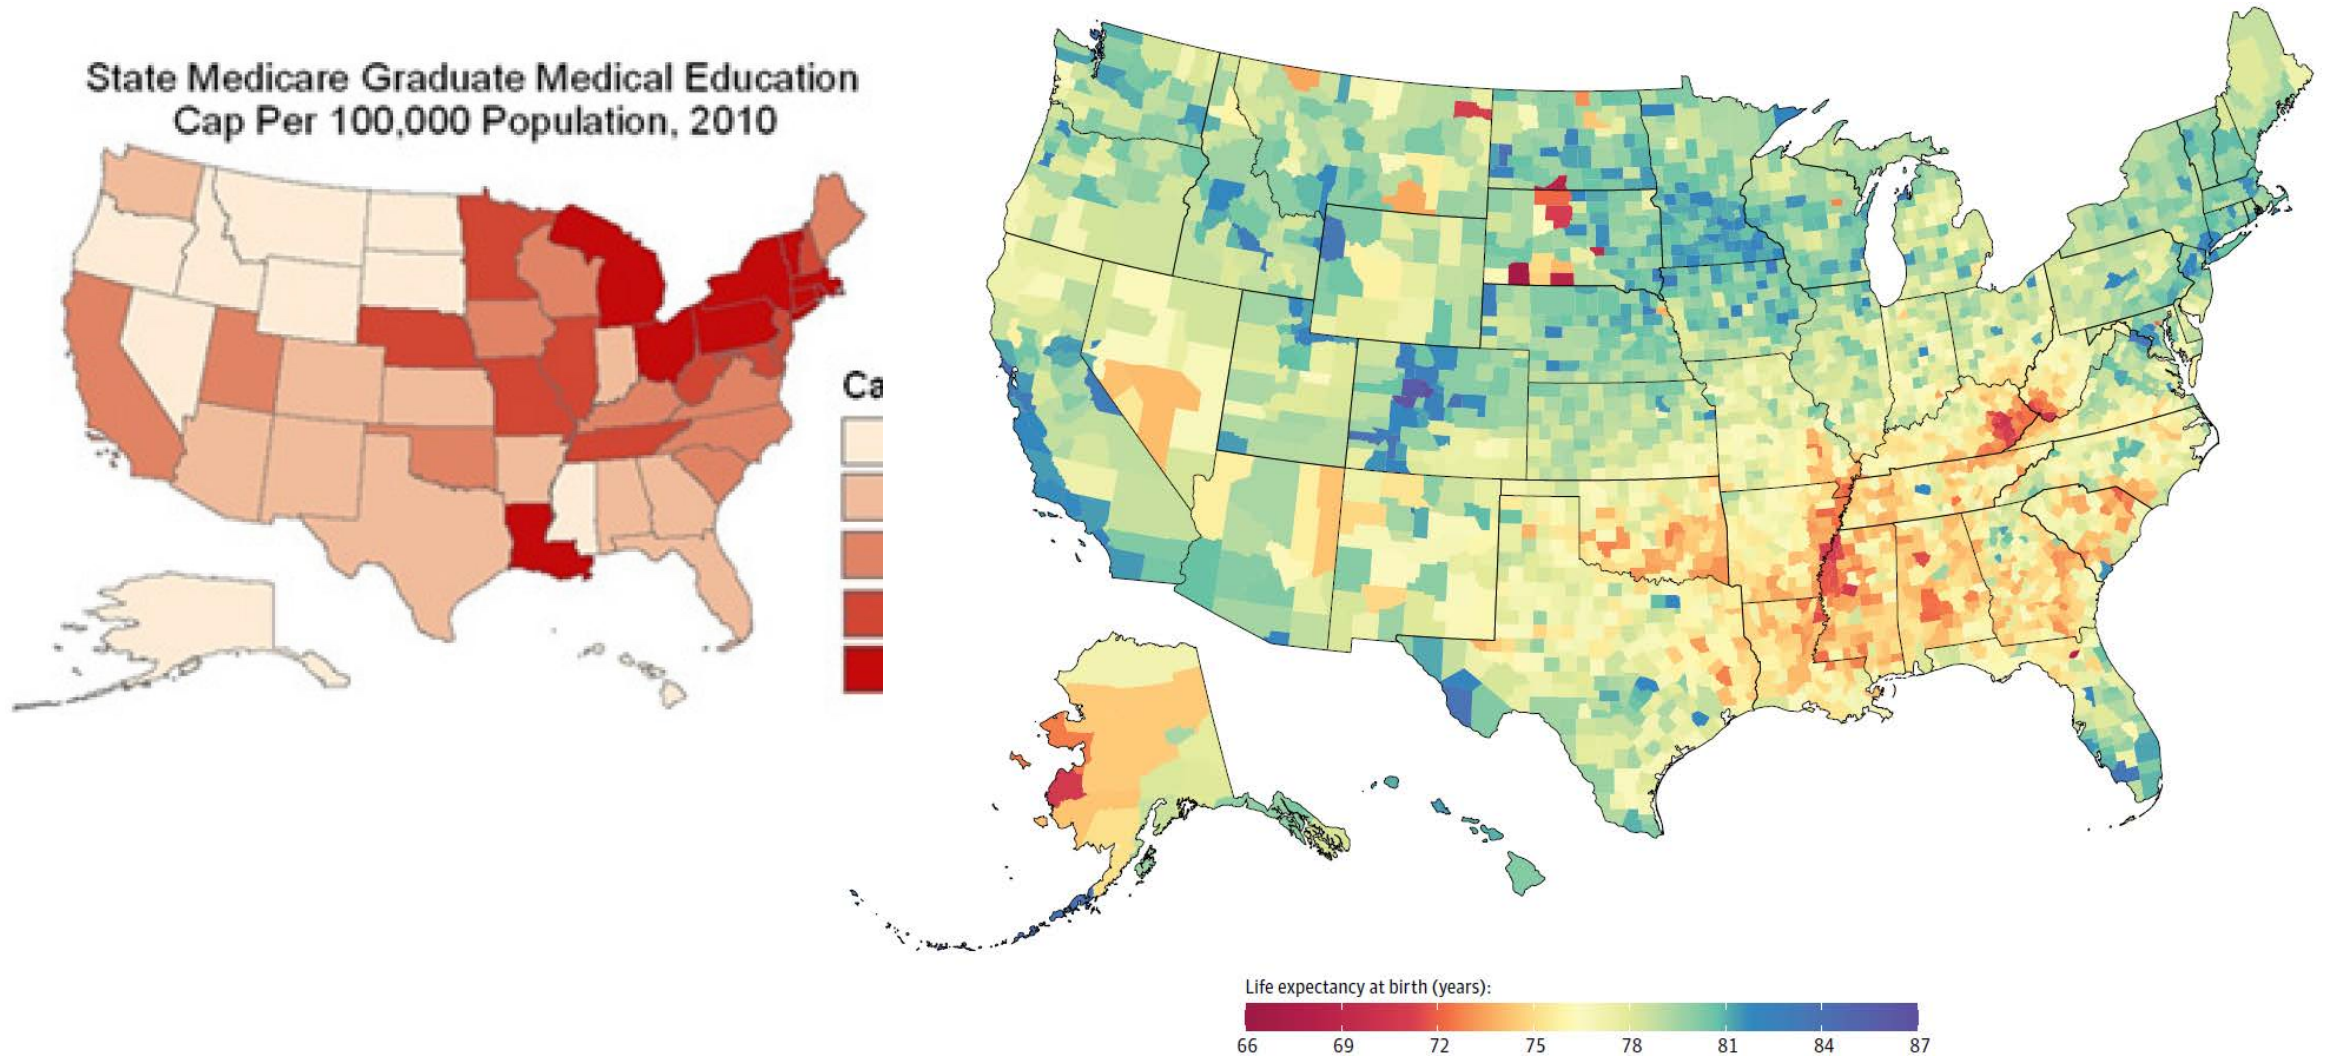 State Medicare Graduate Medical Education
Cap Per 100,000 Population, 2010
Ca
Life expectancy at birth (years):
66 69 72 75 78 81 84 87